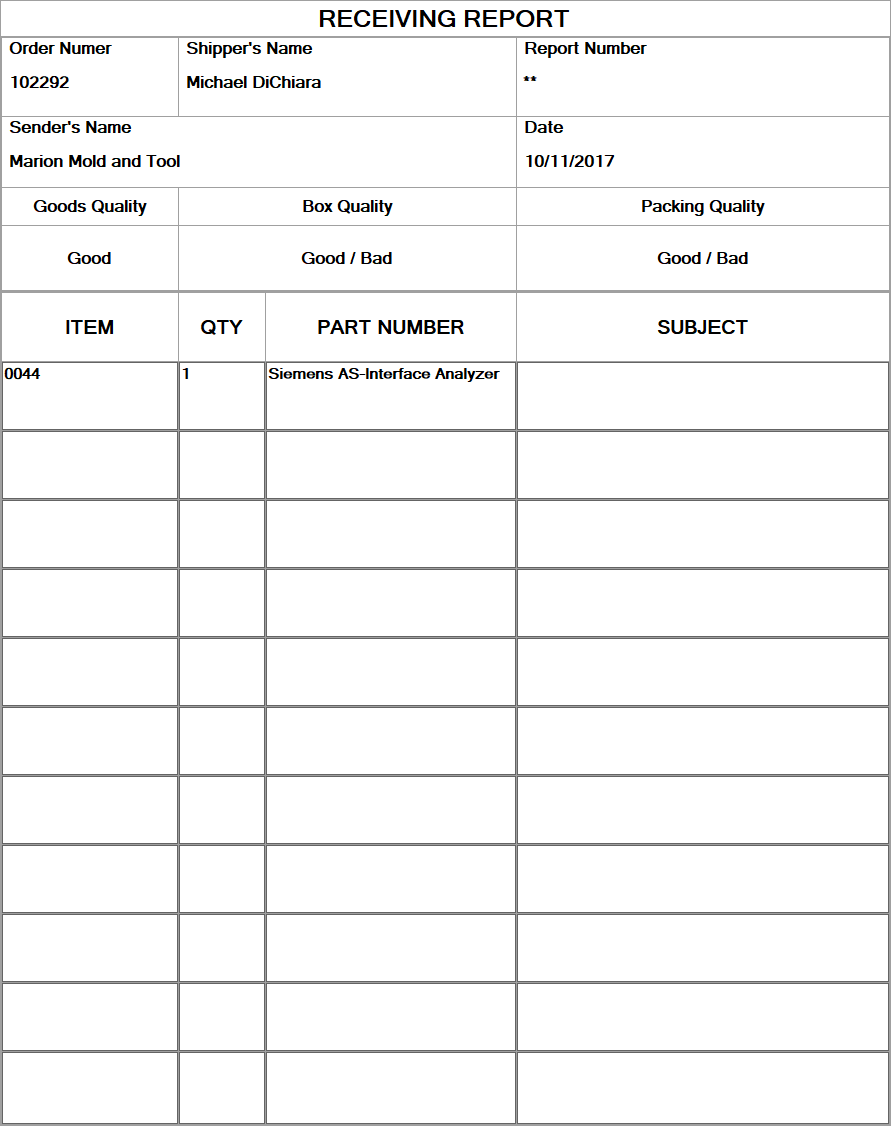 RECEIVING REPORT
Order Numer Shipper's Name Report Number
102292 Michael DiChiara **
Sender's Name Date
Marion Mold and Tool 10/11/2017
Goods Quality Box Quality Packing Quality
Good Good / Bad Good / Bad
ITEM QTY PART NUMBER SUBJECT
0044 1 Siemens AS-Interface Analyzer